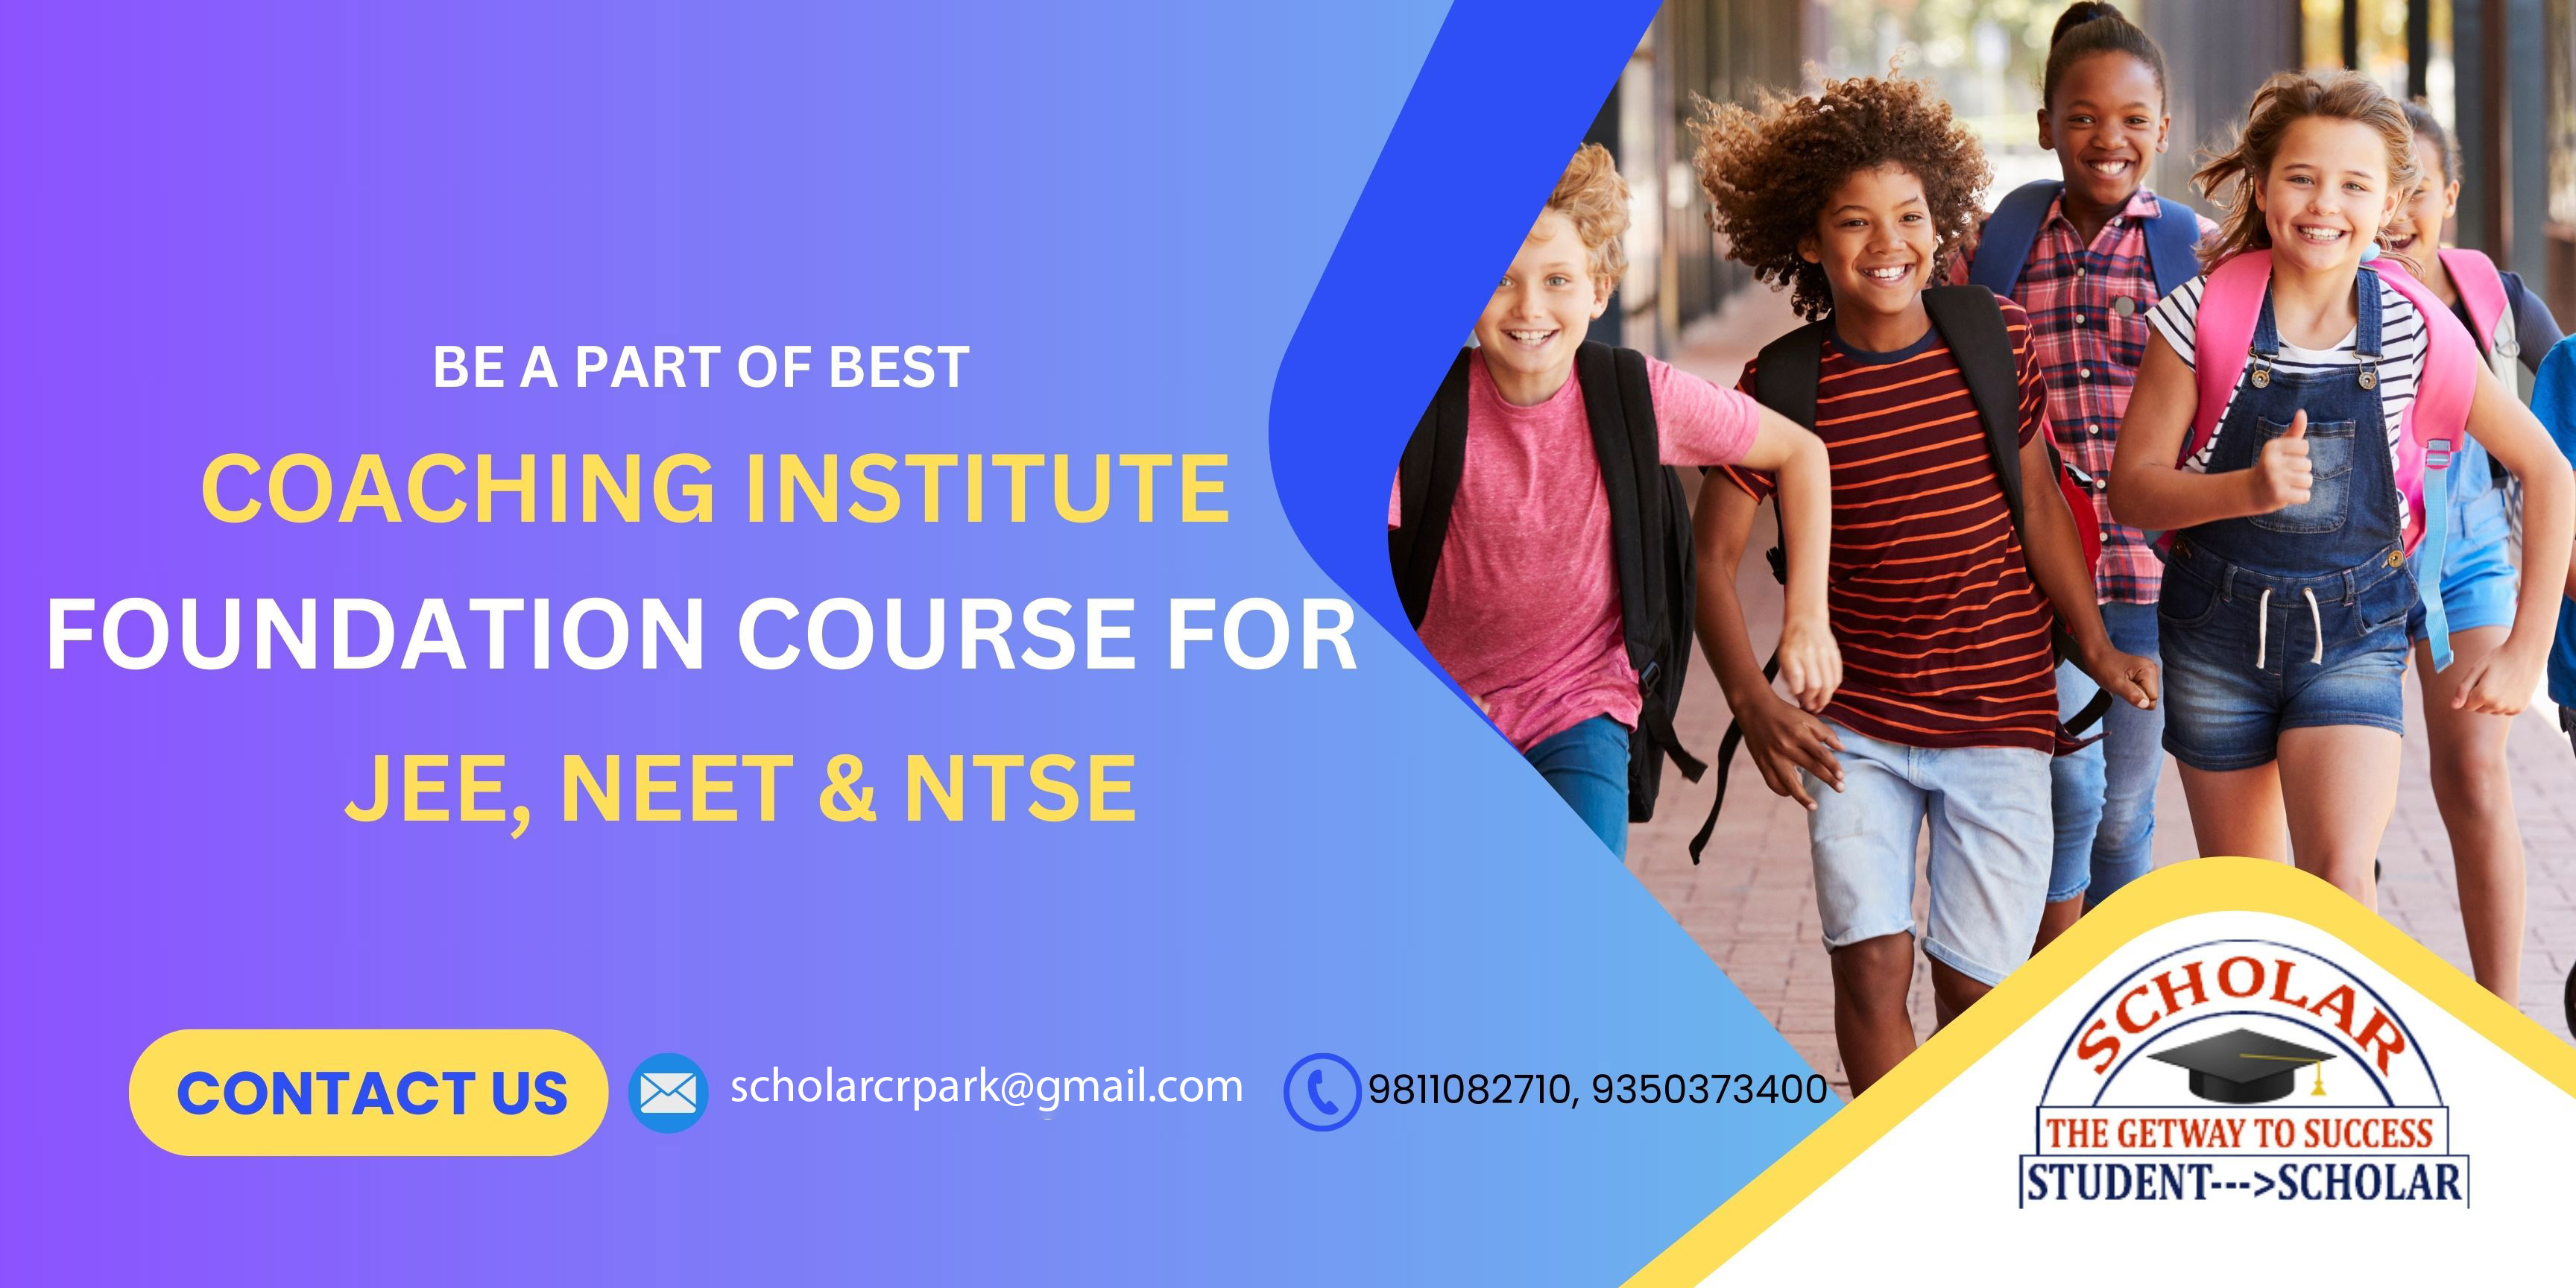 BE A PART OF BEST
COACHING INSTITUTE
FOUNDATION COURSE FOR
JEE, NEET & NTSE
CONTACT US
scholarcrpark@gmail.com
9811082710, 9350373400
SCHOLAR
THE GETWAY TO SUCCESS
STUDENT--->SCHOLAR